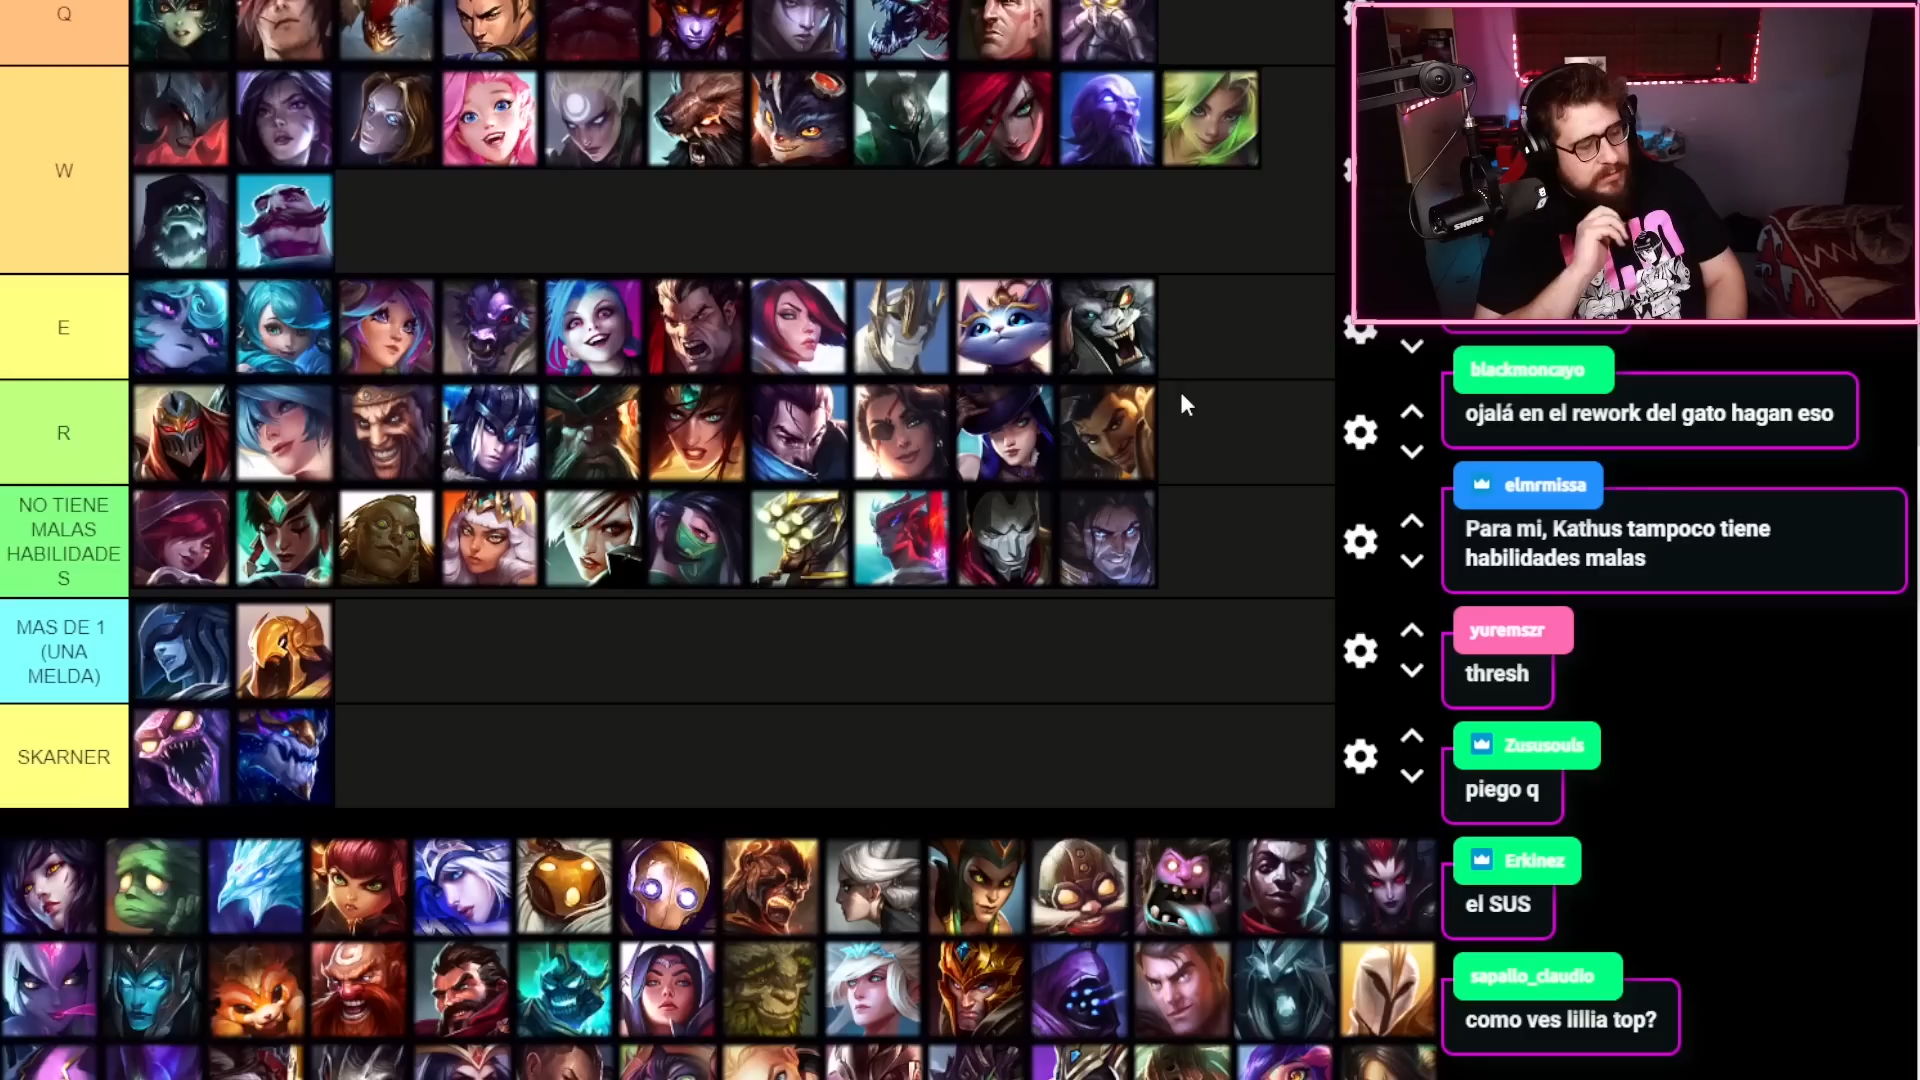 Q
W
E
R
NO TIENE
MALAS
HABILIDADE
S
MAS DE 1
(UNA
MELDA)
SKARNER
SHURE
blackmoncayo
ojalá en el rework del gato hagan eso
elmrmissa
Para mi, Kathus tampoco tiene
habilidades malas
yuremszr
thresh
Zususouls
piego q
Erkinez
el SUS
sapallo_claudio
como ves lillia top?